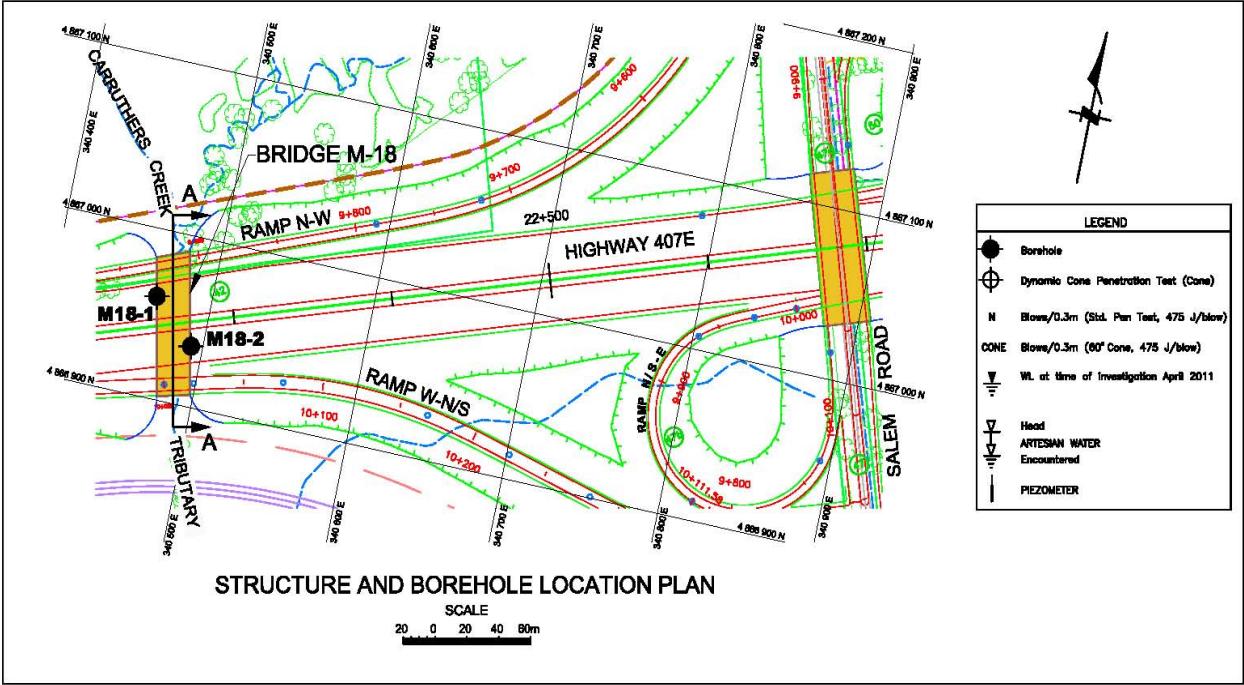 4 867 100 N
340 500 E
340 600 E
340 700 E
340 800 E
4 867 200 N
340 900 E
CARRUTHERS CREEK
340 400 E
9+600
9+900
BRIDGE M-18
A
9+700
4 867 000 N
RAMP N-W
9+800
22+500
4 867 100 N
HIGHWAY 407E
42
M18-1
M18-2
10+000
4 866 900 N
RAMP W-N/S
RAMP N/S-E
9+900
ROAD
4 867 000 N
10+100
10+100
A
10+200
SALEM
TRIBUTARY
10+111.36
9+800
4 866 900 N
340 500 E
340 600 E
340 700 E
340 800 E
340 900 E
STRUCTURE AND BOREHOLE LOCATION PLAN
SCALE
20 0 20 40 60m
LEGEND
Borehole
Dynamic Cone Penetration Test (Cone)
N Blows/0.3m (Std. Pen Test, 475 J/blow)
CONE Blows/0.3m (60° Cone, 475 J/blow)
WL at time of investigation April 2011
Head
ARTESIAN WATER
Encountered
PIEZOMETER